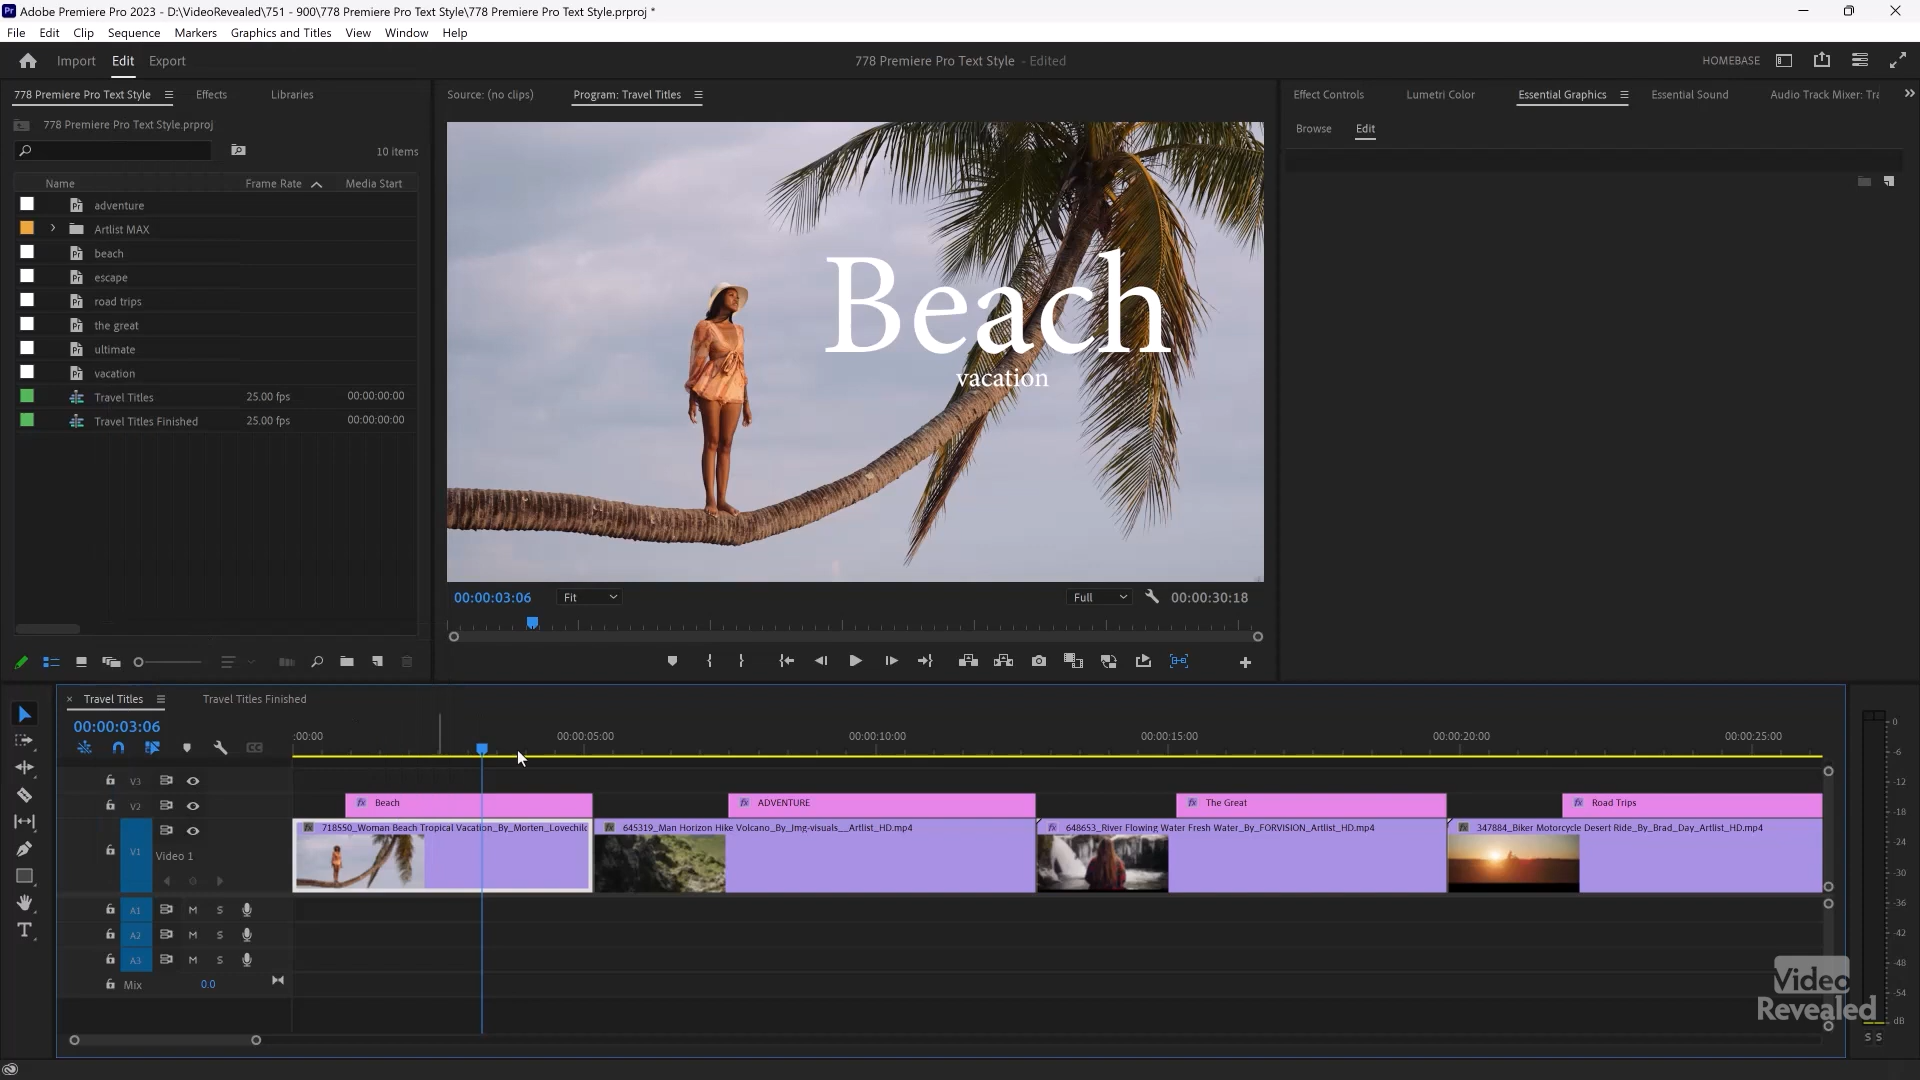 Adobe Premiere Pro 2023 - D:\VideoRevealed\751 - 900\778 Premiere Pro Text Style\778 Premiere Pro Text Style.prproj *
File Edit Clip Sequence Markers Graphics and Titles View Window Help
Import Edit Export
778 Premiere Pro Text Style - Edited
HOMEBASE
778 Premiere Pro Text Style Effects Libraries
Source: (no clips) Program: Travel Titles
Effect Controls Lumetri Color Essential Graphics Essential Sound Audio Track Mixer: Tra
778 Premiere Pro Text Style.prproj
Browse Edit
10 items
Name Frame Rate Media Start
adventure
Artlist MAX
beach
escape
road trips
the great
ultimate
vacation
Travel Titles 25.00 fps 00:00:00:00
Travel Titles Finished 25.00 fps 00:00:00:00
Beach
vacation
00:00:03:06 Fit Full 00:00:30:18
Travel Titles Travel Titles Finished
00:00:03:06
:00:00 00:00:05:00 00:00:10:00 00:00:15:00 00:00:20:00 00:00:25:00
V3
V2 Beach ADVENTURE The Great Road Trips
718550_Woman Beach Tropical Vacation_By_Morten_Lovechild 645319_Man Horizon Hike Volcano_By_Img-visuals__Artlist_HD.mp4 648653_River Flowing Water Fresh Water_By_FORVISION_Artlist_HD.mp4 347884_Biker Motorcycle Desert Ride_By_Brad_Day_Artlist_HD.mp4
V1 Video 1
A1 M S
A2 M S
A3 M S
Mix 0.0
0
-6
-12
-18
-24
-30
-36
-42
-48
-54
dB
S S
Video
Revealed